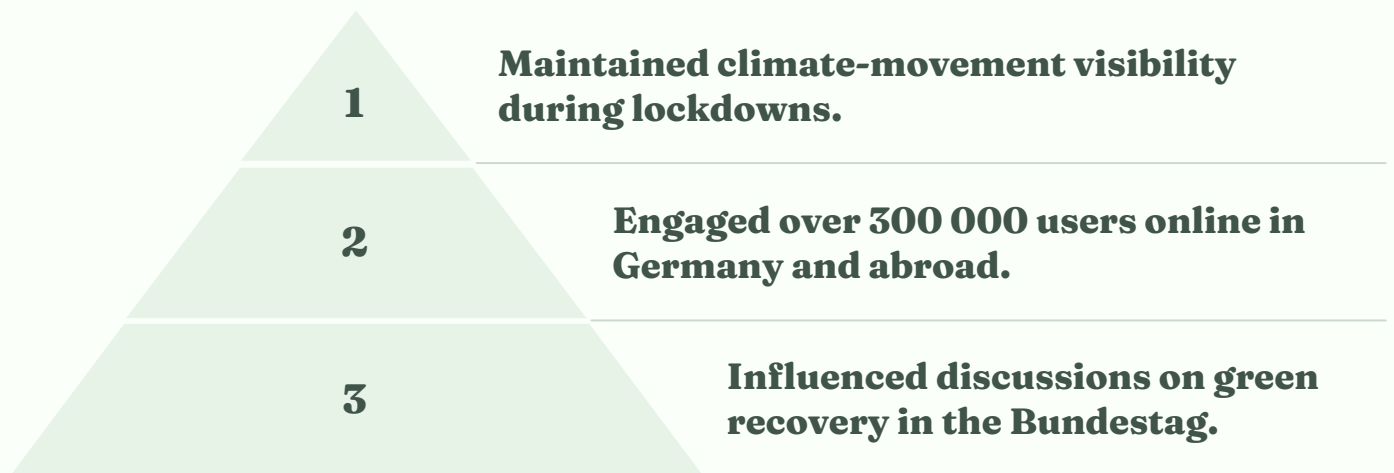 1
Maintained climate-movement visibility
during lockdowns.
2
Engaged over 300 000 users online in
Germany and abroad.
3
Influenced discussions on green
recovery in the Bundestag.